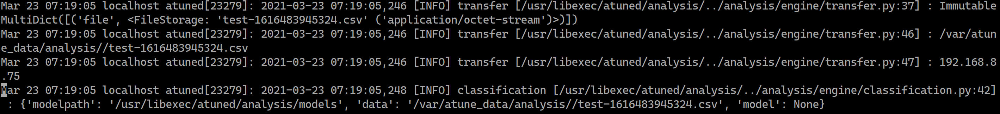 Mar 23 07:19:05 localhost atuned[23279]: 2021-03-23 07:19:05,246 [INFO] transfer [/usr/libexec/atuned/analysis/../analysis/engine/transfer.py:37] : Immutable
MultiDict([('file', <FileStorage: 'test-1616483945324.csv' ('application/octet-stream')>)])
Mar 23 07:19:05 localhost atuned[23279]: 2021-03-23 07:19:05,246 [INFO] transfer [/usr/libexec/atuned/analysis/../analysis/engine/transfer.py:46] : /var/atun
e_data/analysis//test-1616483945324.csv
Mar 23 07:19:05 localhost atuned[23279]: 2021-03-23 07:19:05,246 [INFO] transfer [/usr/libexec/atuned/analysis/../analysis/engine/transfer.py:47] : 192.168.8
.75
Mar 23 07:19:05 localhost atuned[23279]: 2021-03-23 07:19:05,248 [INFO] classification [/usr/libexec/atuned/analysis/../analysis/engine/classification.py:42]
 : {'modelpath': '/usr/libexec/atuned/analysis/models', 'data': '/var/atune_data/analysis//test-1616483945324.csv', 'model': None}